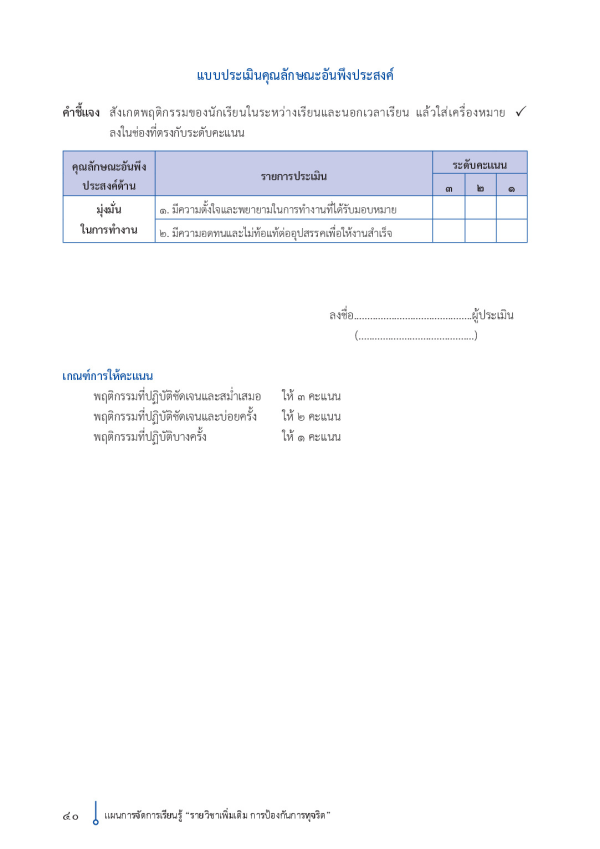 แบบประเมินคุณลักษณะอันพึงประสงค์
คำชี้แจง สังเกตพฤติกรรมของนักเรียนในระหว่างเรียนและนอกเวลาเรียน แล้วใส่เครื่องหมาย ✓
ลงในช่องที่ตรงกับระดับคะแนน
คุณลักษณะอันพึง
ประสงค์ด้าน
รายการประเมิน
ระดับคะแนน
๓ ๒ ๑
มุ่งมั่น
ในการทำงาน
๑. มีความตั้งใจและพยายามในการทำงานที่ได้รับมอบหมาย
๒. มีความอดทนและไม่ท้อแท้ต่ออุปสรรคเพื่อให้งานสำเร็จ
ลงชื่อ............................................ผู้ประเมิน
(...........................................)
เกณฑ์การให้คะแนน
พฤติกรรมที่ปฏิบัติชัดเจนและสม่ำเสมอ ให้ ๓ คะแนน
พฤติกรรมที่ปฏิบัติชัดเจนและบ่อยครั้ง ให้ ๒ คะแนน
พฤติกรรมที่ปฏิบัติบางครั้ง ให้ ๑ คะแนน
๔๐ แผนการจัดการเรียนรู้ “รายวิชาเพิ่มเติม การป้องกันการทุจริต”